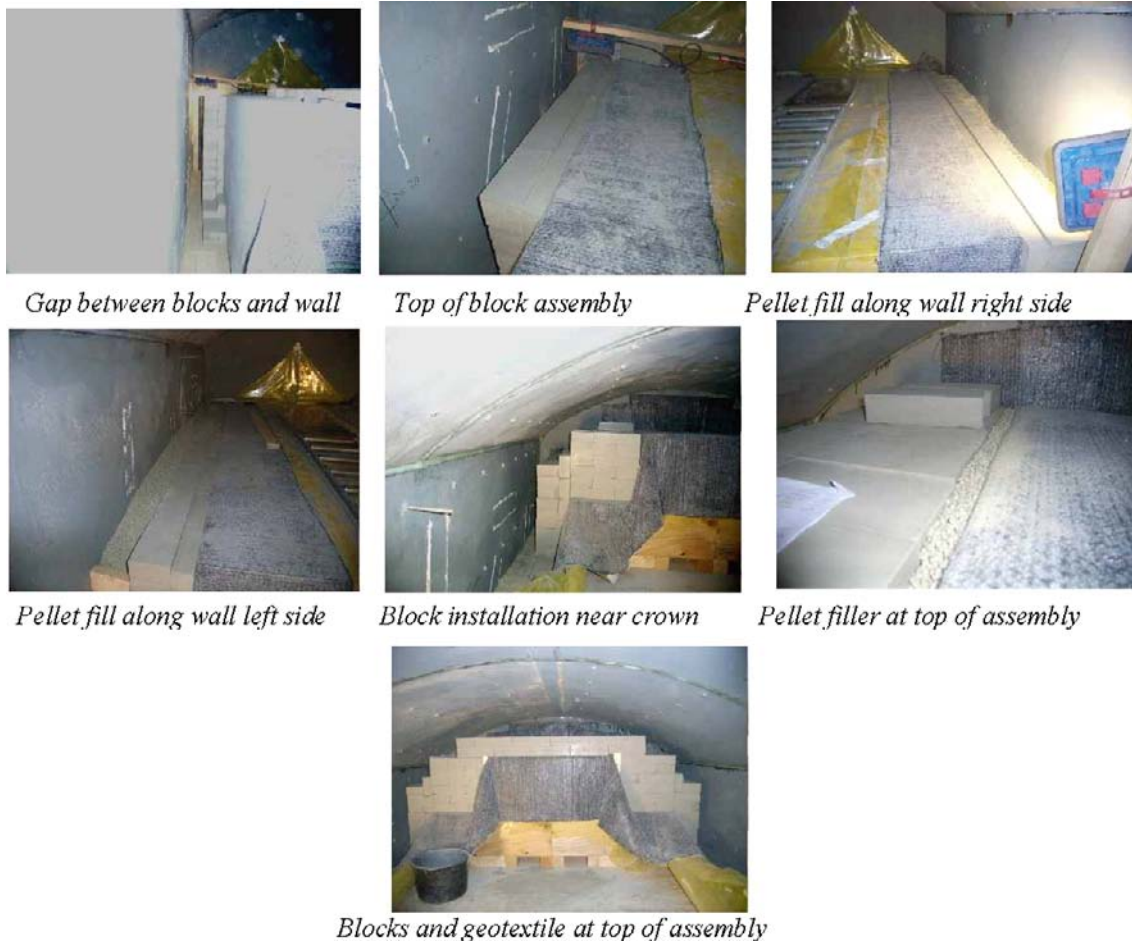 Gap between blocks and wall
Top of block assembly
Pellet fill along wall right side
Pellet fill along wall left side
Block installation near crown
Pellet filler at top of assembly
Blocks and geotextile at top of assembly